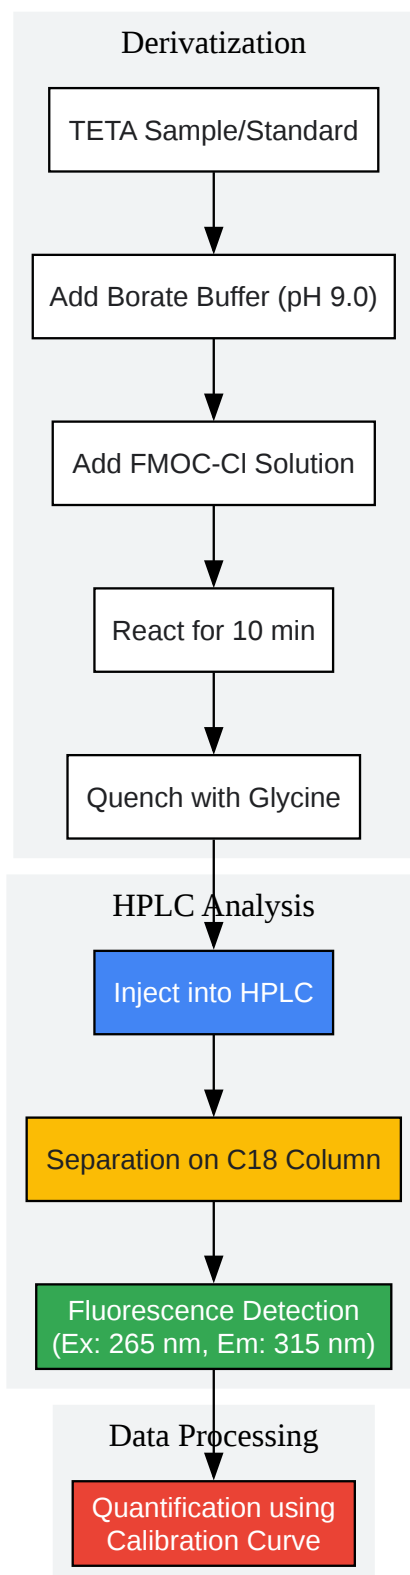 Derivatization
TETA Sample/Standard
Add Borate Buffer (pH 9.0)
Add FMOC-Cl Solution
React for 10 min
Quench with Glycine
HPLC Analysis
Inject into HPLC
Separation on C18 Column
Fluorescence Detection
(Ex: 265 nm, Em: 315 nm)
Data Processing
Quantification using
Calibration Curve